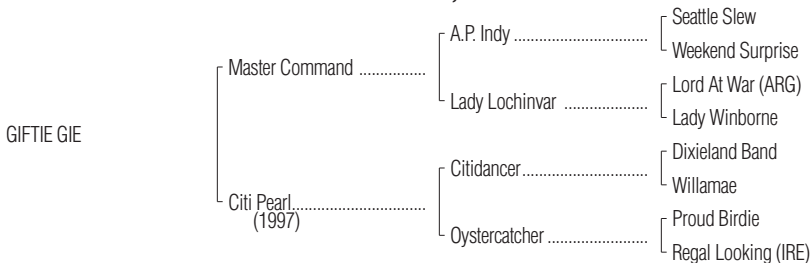 Seattle Slew
A.P. Indy ................................
Weekend Surprise
Master Command ................
Lord At War (ARG)
Lady Lochinvar ....................
Lady Winborne
GIFTIE GIE
Dixieland Band
Citidancer..............................
Willamae
Citi Pearl................................
(1997)
Proud Birdie
Oystercatcher ........................
Regal Looking (IRE)